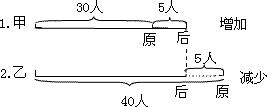 30人 5人
1.甲 原 后 增加
5人
2.乙 后 原 减少
40人